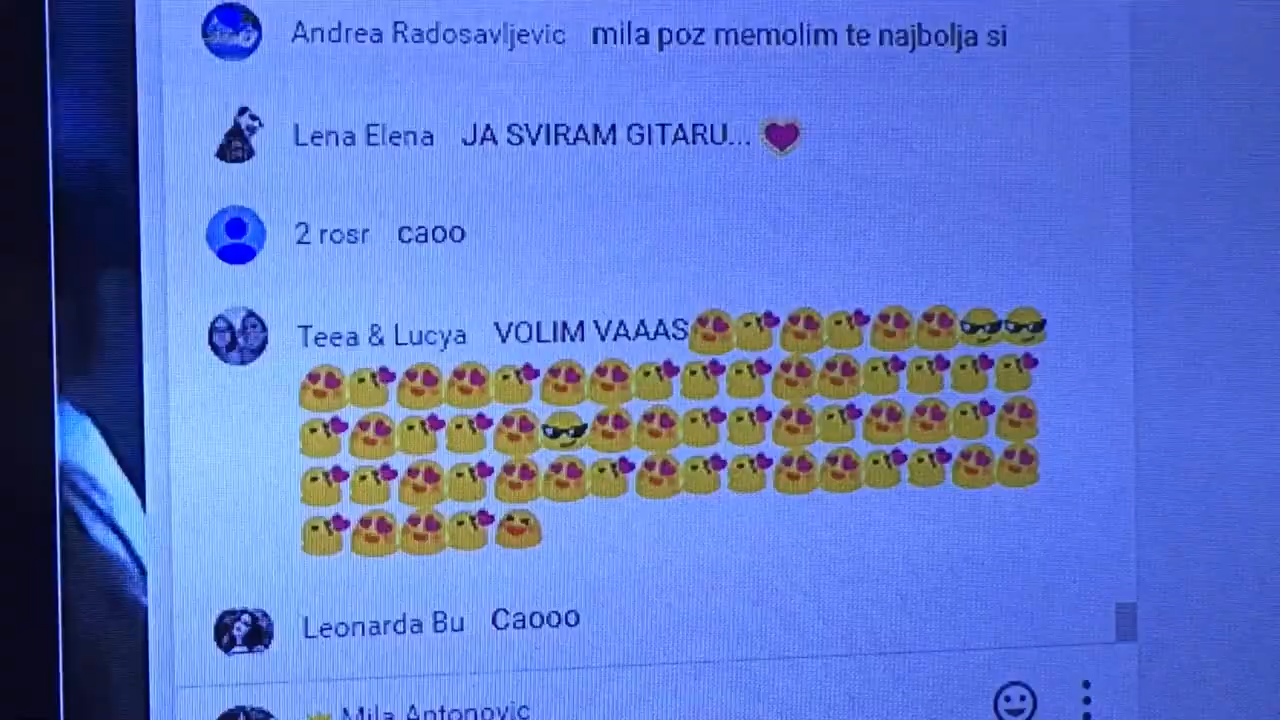 Andrea Radosavljevic mila poz memolim te najbolja si
Lena Elena JA SVIRAM GITARU...
2 rosr caoo
Teea & Lucya VOLIM VAAAS
Leonarda Bu Caooo
Mila Antonovic